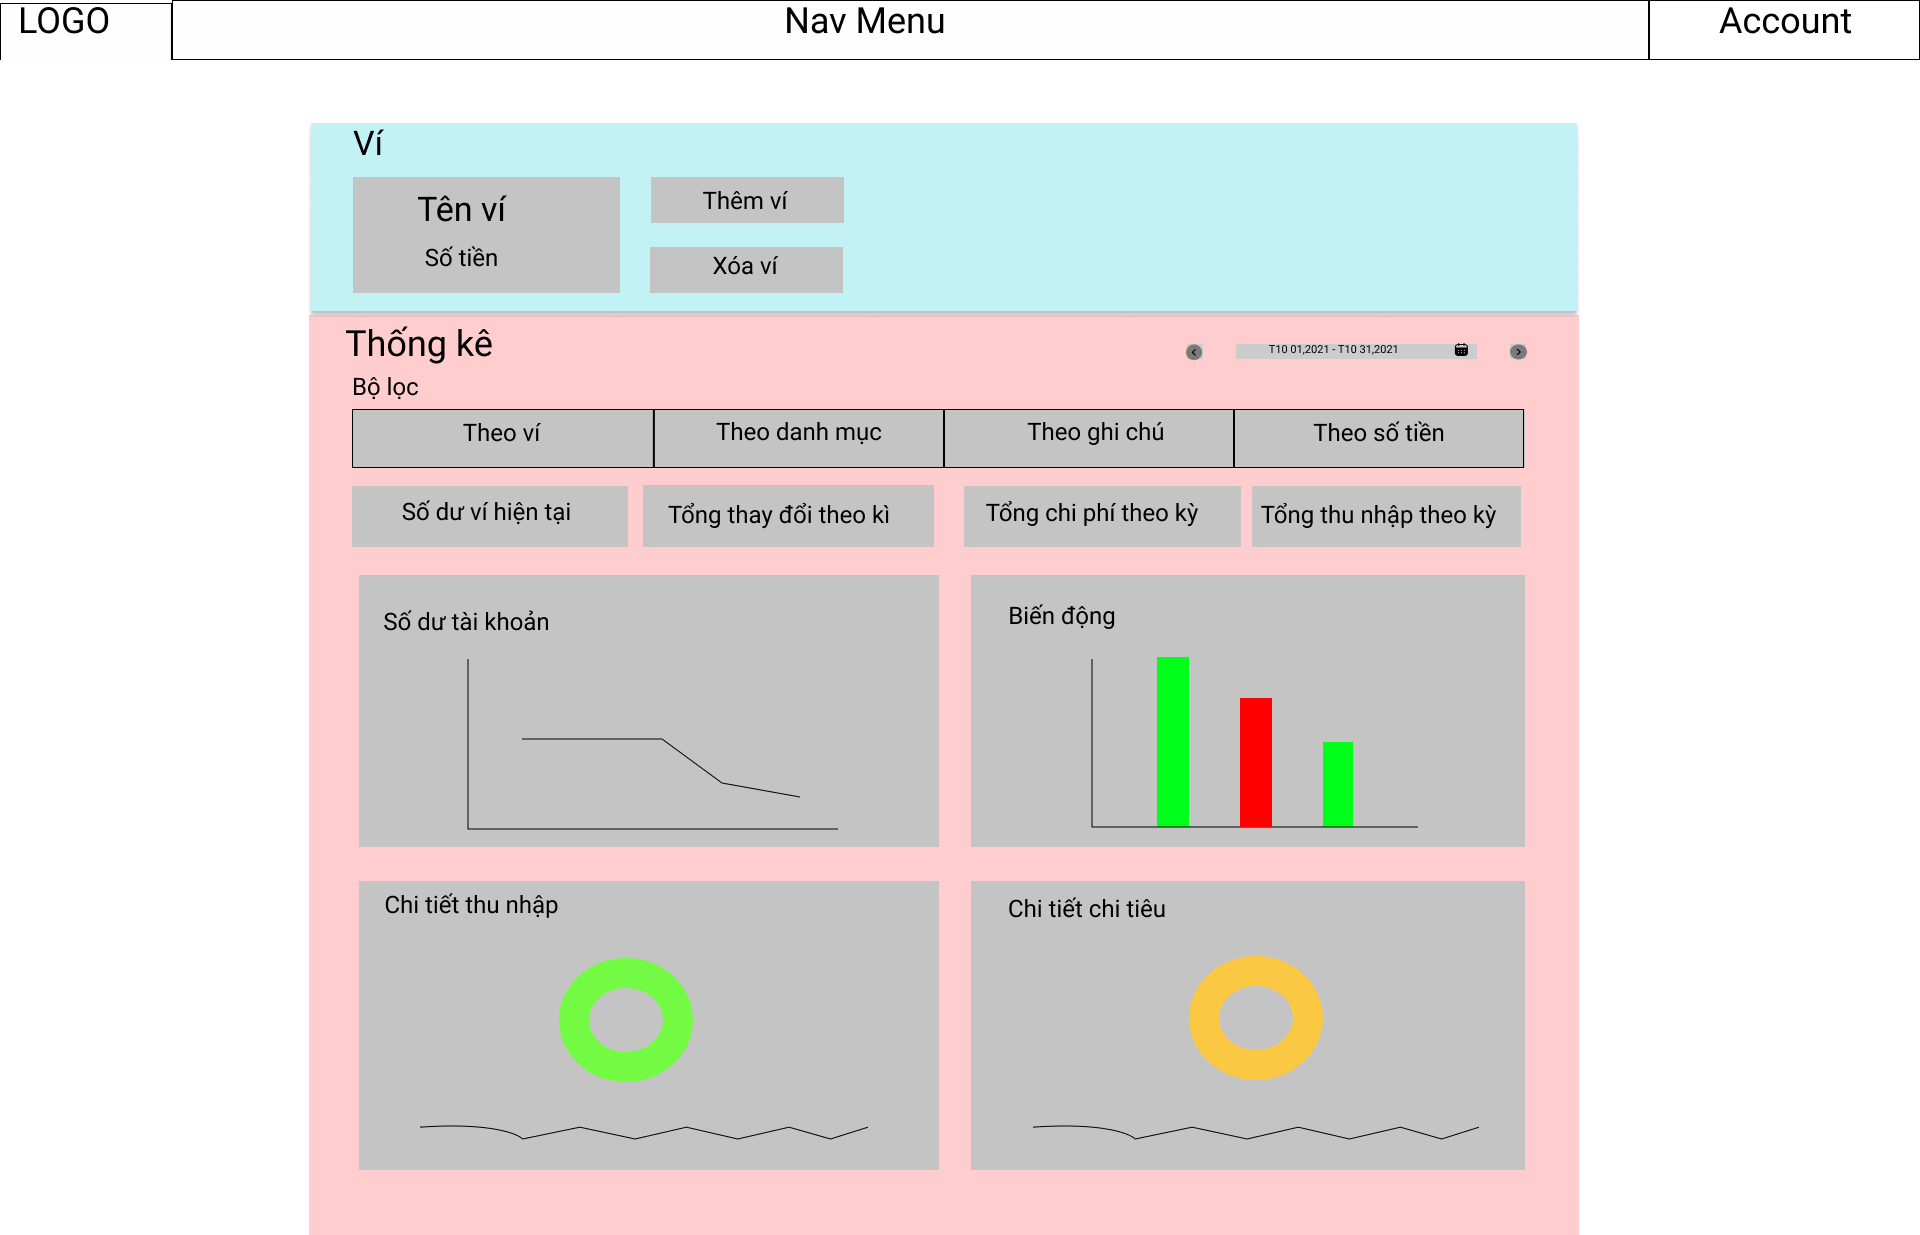 LOGO
Nav Menu
Account
Ví
Tên ví
Số tiền
Thêm ví
Xóa ví
Thống kê
T10 01,2021 - T10 31,2021
Bộ lọc
Theo ví
Theo danh mục
Theo ghi chú
Theo số tiền
Số dư ví hiện tại
Tổng thay đổi theo kì
Tổng chi phí theo kỳ
Tổng thu nhập theo kỳ
Số dư tài khoản
Biến động
Chi tiết thu nhập
Chi tiết chi tiêu